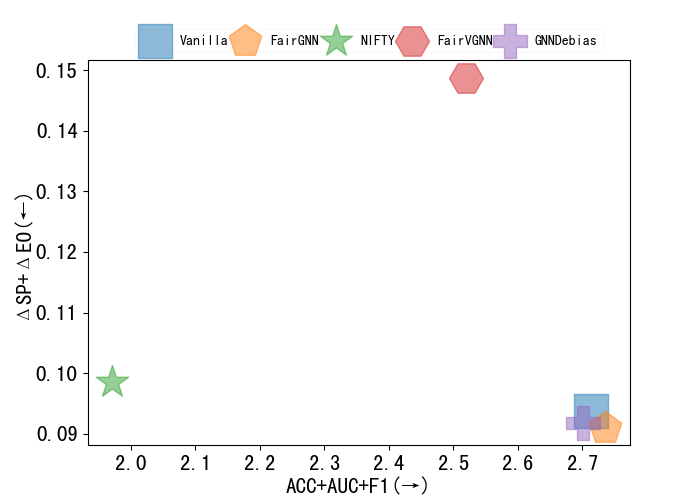 Vanilla FairGNN NIFTY FairVGNN GNNDebias
0.15
0.14
0.13
0.12
0.11
0.10
0.09
ΔSP+ΔEO(←)
2.0 2.1 2.2 2.3 2.4 2.5 2.6 2.7
ACC+AUC+F1(→)